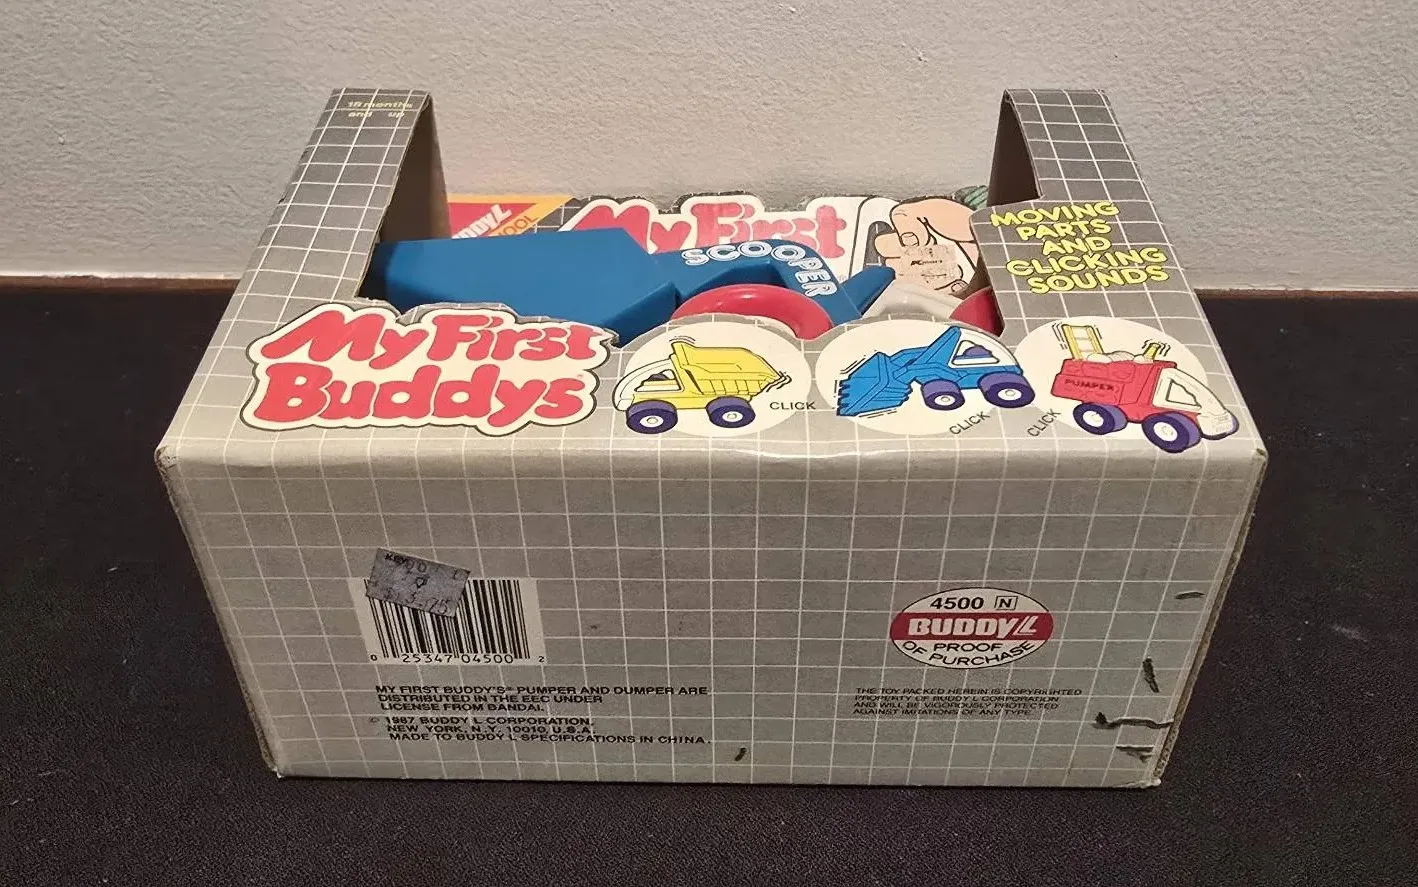 18 months
and up
My First
SCOOPER
MOVING
PARTS
AND
CLICKING
SOUNDS
My First
Buddys
CLICK
CLICK
CLICK
PUMPER
0 25347 04500 2
4500 N
BUDDY L
PROOF
OF PURCHASE
MY FIRST BUDDY'S® PUMPER AND DUMPER ARE
DISTRIBUTED IN THE EEC UNDER
LICENSE FROM BANDAI.
© 1987 BUDDY L CORPORATION.
NEW YORK, N.Y. 10010, U.S.A.
MADE TO BUDDY L SPECIFICATIONS IN CHINA.
THE TOY PACKED HEREIN IS COPYRIGHTED
PROPERTY OF BUDDY L CORPORATION
AND WILL BE VIGOROUSLY PROTECTED
AGAINST IMITATIONS OF ANY TYPE.